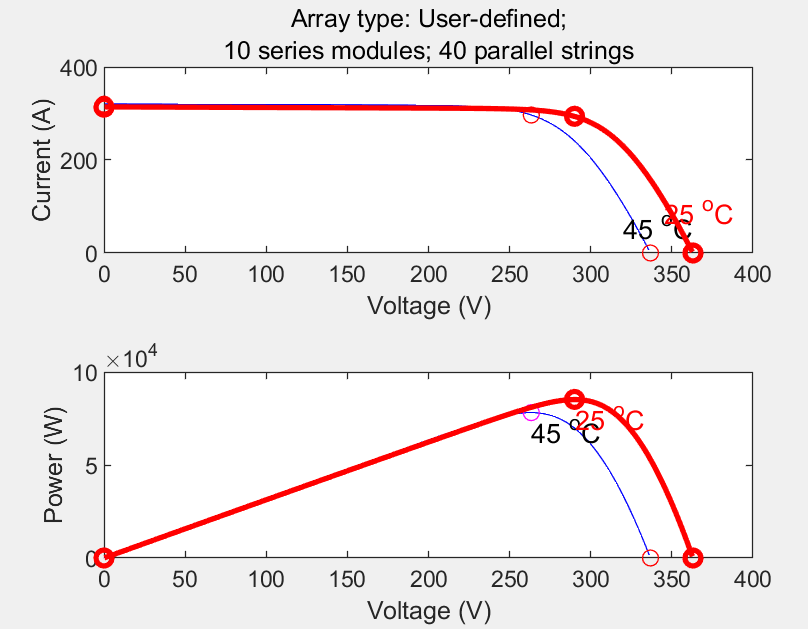 Array type: User-defined;
10 series modules; 40 parallel strings
400
200
0
Current (A)
25 °C
45 °C
0 50 100 150 200 250 300 350 400
Voltage (V)
×10⁴
10
5
0
Power (W)
25 °C
45 °C
0 50 100 150 200 250 300 350 400
Voltage (V)